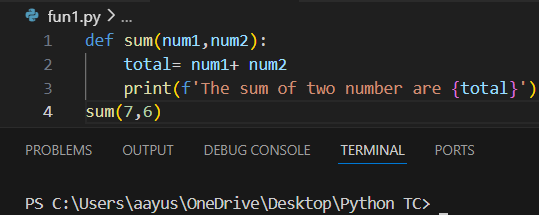 fun1.py > ...
1 def sum(num1,num2):
2 total= num1+ num2
3 print(f'The sum of two number are {total}')
4 sum(7,6)
PROBLEMS OUTPUT DEBUG CONSOLE TERMINAL PORTS
PS C:\Users\aayus\OneDrive\Desktop\Python TC>